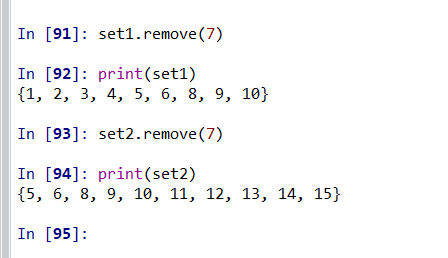 In [91]: set1.remove(7)
In [92]: print(set1)
{1, 2, 3, 4, 5, 6, 8, 9, 10}
In [93]: set2.remove(7)
In [94]: print(set2)
{5, 6, 8, 9, 10, 11, 12, 13, 14, 15}
In [95]: